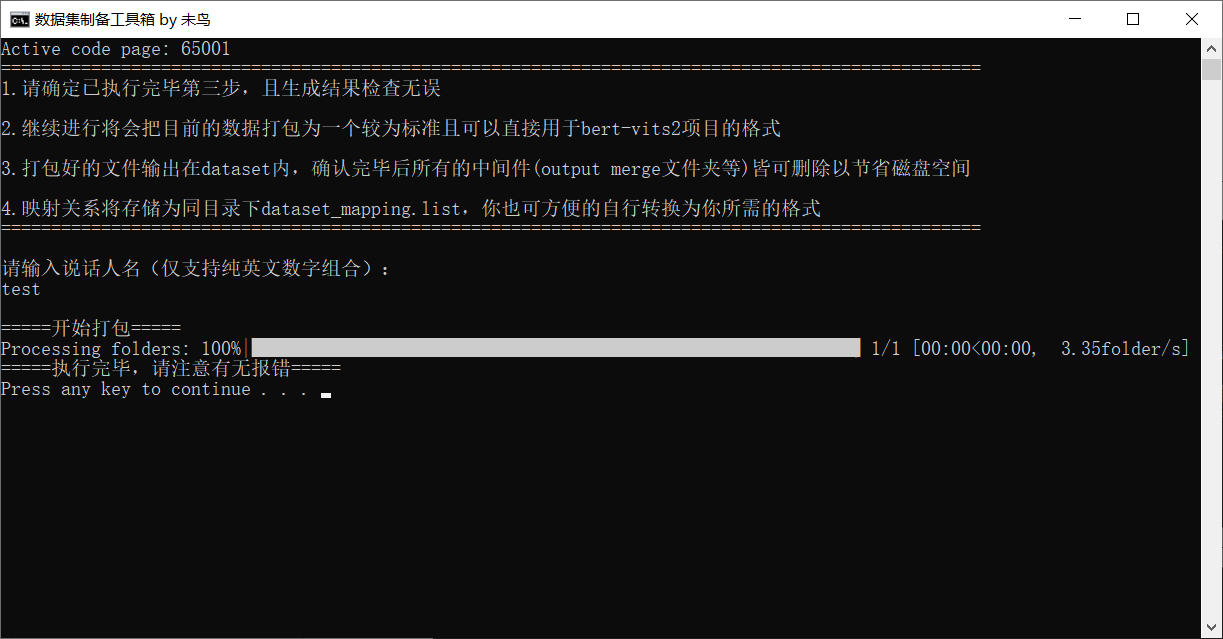 数据集制备工具箱 by 未鸟
Active code page: 65001
==================================================================================================
1.请确定已执行完毕第三步，且生成结果检查无误
2.继续进行将会把目前的数据打包为一个较为标准且可以直接用于bert-vits2项目的格式
3.打包好的文件输出在dataset内，确认完毕后所有的中间件(output merge文件夹等)皆可删除以节省磁盘空间
4.映射关系将存储为同目录下dataset_mapping.list，你也可方便的自行转换为你所需的格式
==================================================================================================
请输入说话人名（仅支持纯英文数字组合）：
test
=====开始打包=====
Processing folders: 100%|█████████████████████████████████████████████████████████████| 1/1 [00:00<00:00,  3.35folder/s]
=====执行完毕，请注意有无报错=====
Press any key to continue . . .